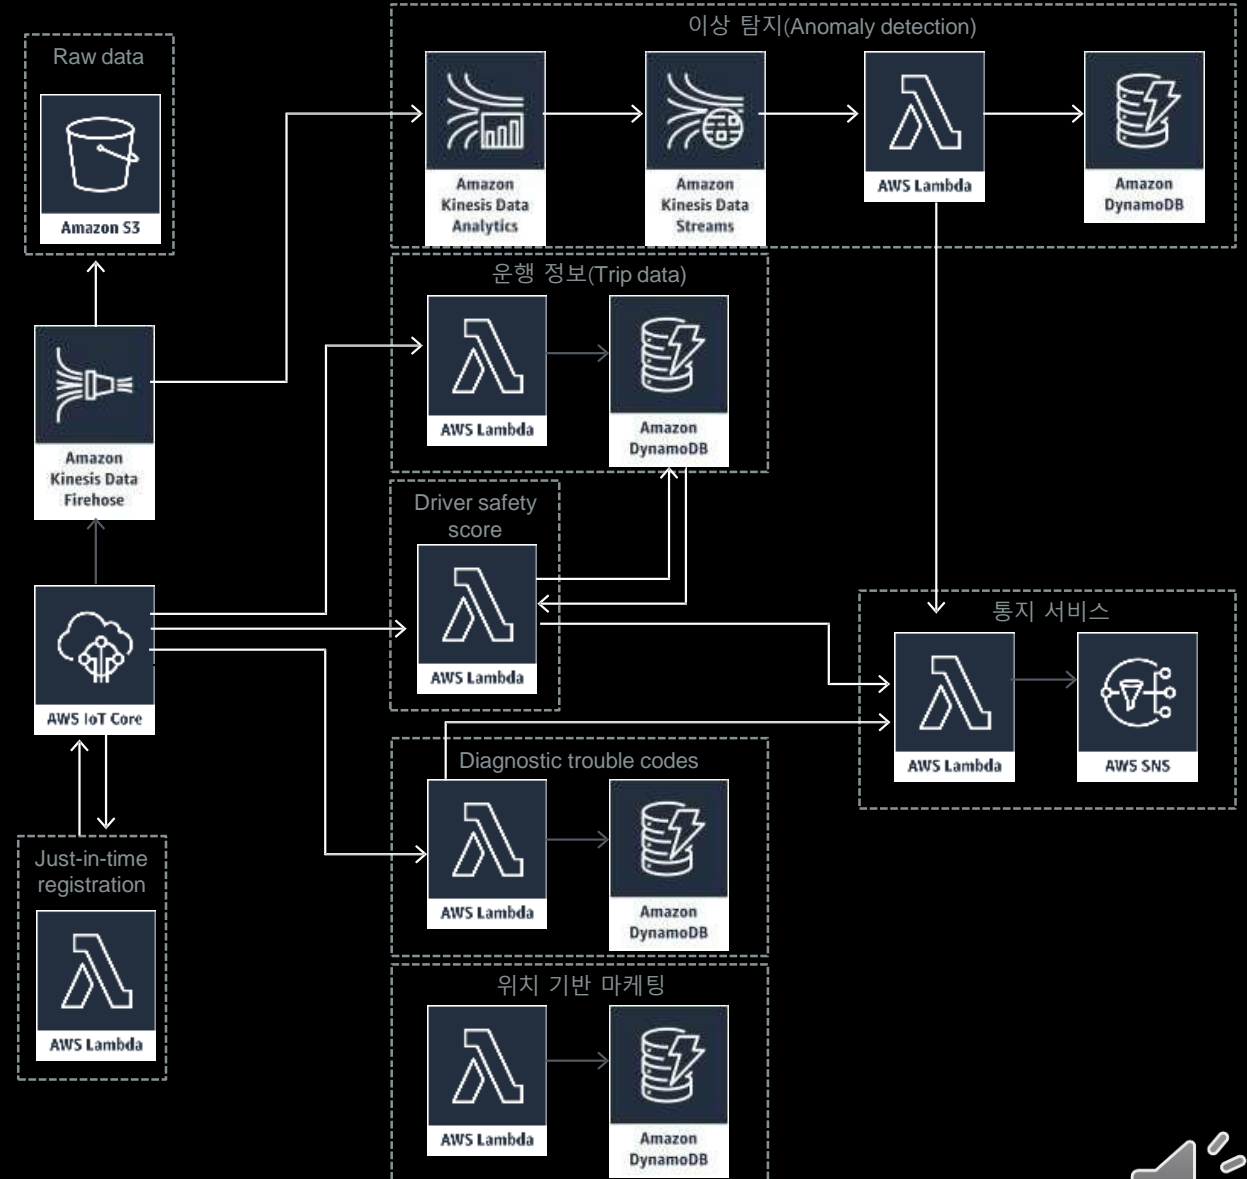 이상 탐지(Anomaly detection)
Raw data
Amazon S3
Amazon
Kinesis Data
Analytics
Amazon
Kinesis Data
Streams
AWS Lambda
Amazon
DynamoDB
운행 정보(Trip data)
AWS Lambda
Amazon
DynamoDB
Amazon
Kinesis Data
Firehose
Driver safety
score
AWS Lambda
AWS IoT Core
통지 서비스
AWS Lambda
AWS SNS
Diagnostic trouble codes
AWS Lambda
Amazon
DynamoDB
Just-in-time
registration
AWS Lambda
위치 기반 마케팅
AWS Lambda
Amazon
DynamoDB